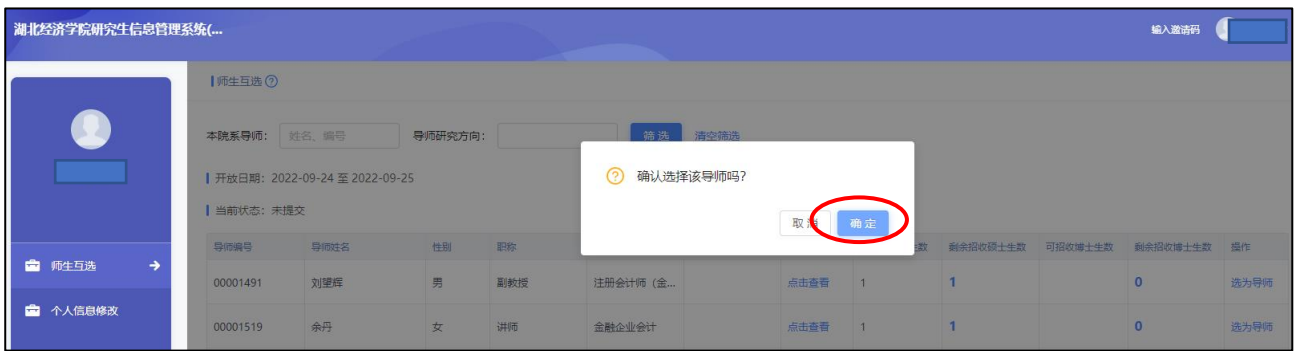 湖北经济学院研究生信息管理系统(...
输入邀请码
师生互选
本院系导师： 姓名、编号 导师研究方向： 筛选 清空筛选
开放日期：2022-09-24 至 2022-09-25
当前状态：未提交
确认选择该导师吗？
取消 确定
导师编号 导师姓名 性别 职称 生数 剩余招收硕士生数 可招收博士生数 剩余招收博士生数 操作
00001491 刘望辉 男 副教授 注册会计师（金... 点击查看 1 1 0 选为导师
00001519 余丹 女 讲师 金融企业会计 点击查看 1 1 0 选为导师
师生互选
个人信息修改